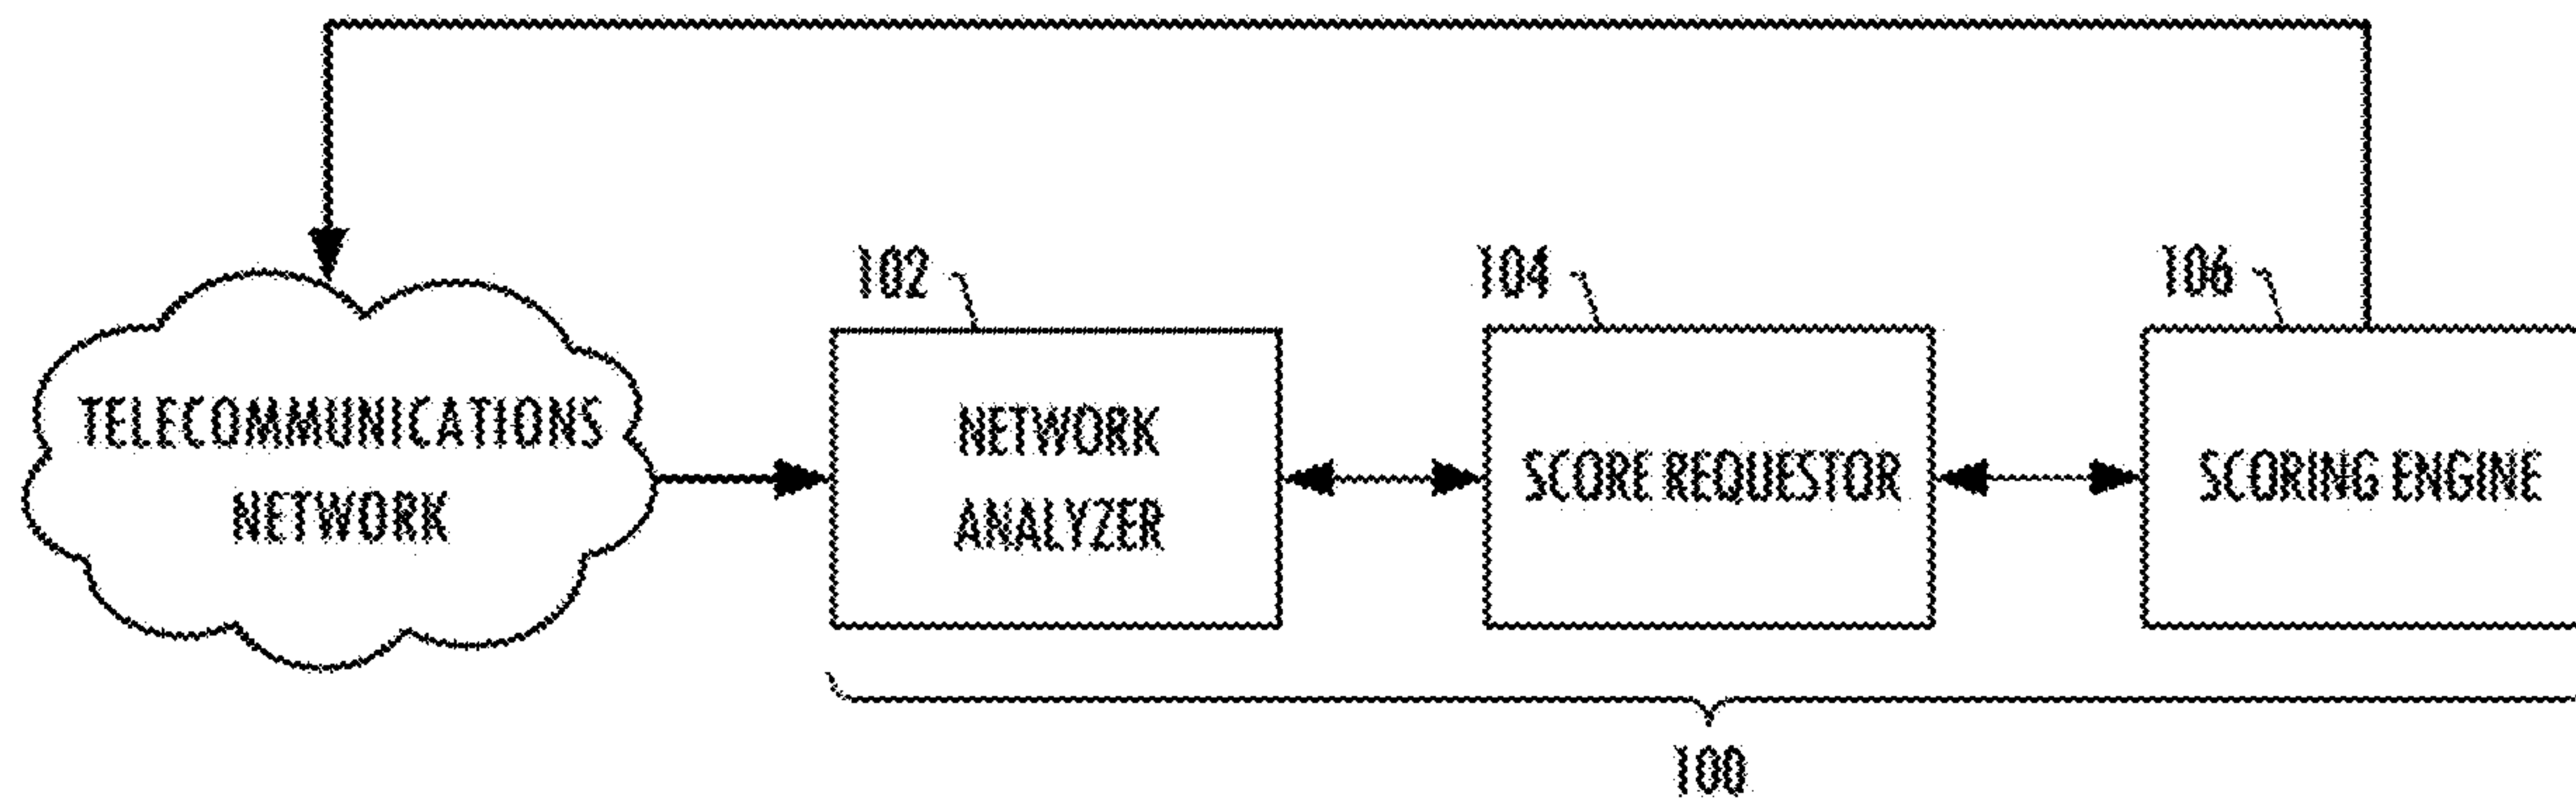 102
104
106
TELECOMMUNICATIONS
NETWORK
NETWORK
ANALYZER
SCORE REQUESTOR
SCORING ENGINE
100